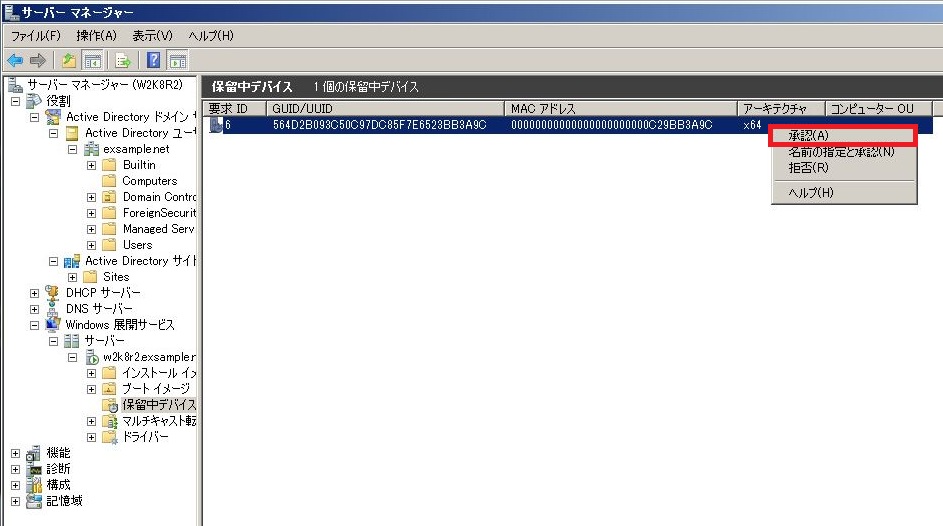 サーバー マネージャー
ファイル(F) 操作(A) 表示(V) ヘルプ(H)
サーバー マネージャー (W2K8R2)
役割
Active Directory ドメイン
Active Directory ユー
exsample.net
Builtin
Computers
Domain Contro
ForeignSecurit
Managed Serv
Users
Active Directory サイ
Sites
DHCP サーバー
DNS サーバー
Windows 展開サービス
サーバー
w2k8r2.exsample.n
インストール イメ
ブート イメージ
保留中デバイス
マルチキャスト転
ドライバー
機能
診断
構成
記憶域
保留中デバイス 1 個の保留中デバイス
要求 ID GUID/UUID MAC アドレス アーキテクチャ コンピューター OU
6 564D2B093C50C97DC85F7E6523BB3A9C 00000000000000000000000C29BB3A9C x64
承認(A)
名前の指定と承認(N)
拒否(R)
ヘルプ(H)